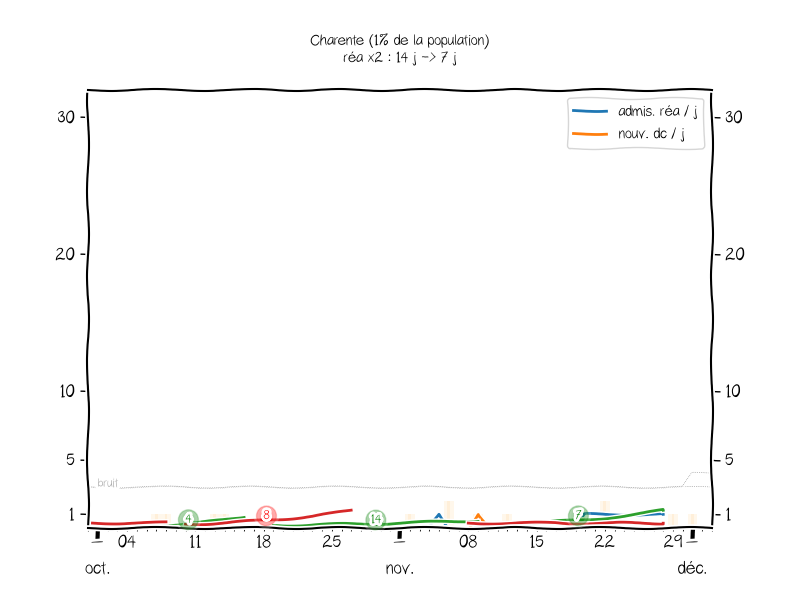 Charente (1% de la population)
réa x2 : 14 j -> 7 j
admis. réa / j
nouv. dc / j
30
30
20
20
10
10
5
5
bruit
1
1
4
8
14
7
04
11
18
25
08
15
22
29
oct.
nov.
déc.